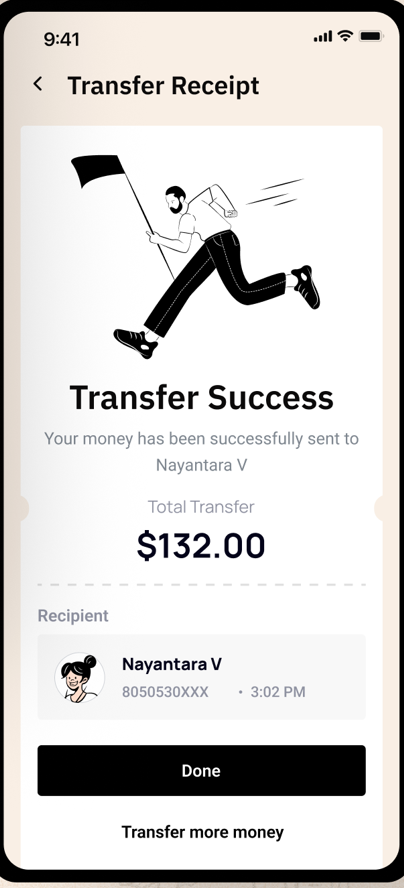 9:41
Transfer Receipt
Transfer Success
Your money has been successfully sent to
Nayantara V
Total Transfer
$132.00
Recipient
Nayantara V
8050530XXX • 3:02 PM
Done
Transfer more money